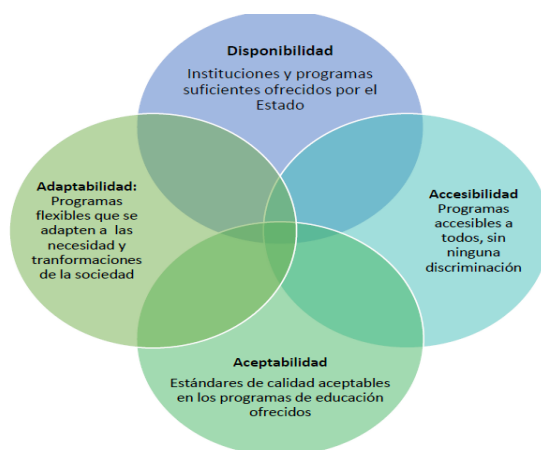 Disponibilidad
Instituciones y programas
suficientes ofrecidos por el
Estado
Adaptabilidad:
Programas
flexibles que se
adapten a las
necesidad y
tranformaciones
de la sociedad
Accesibilidad
Programas
accesibles a
todos, sin
ninguna
discriminación
Aceptabilidad
Estándares de calidad aceptables
en los programas de educación
ofrecidos